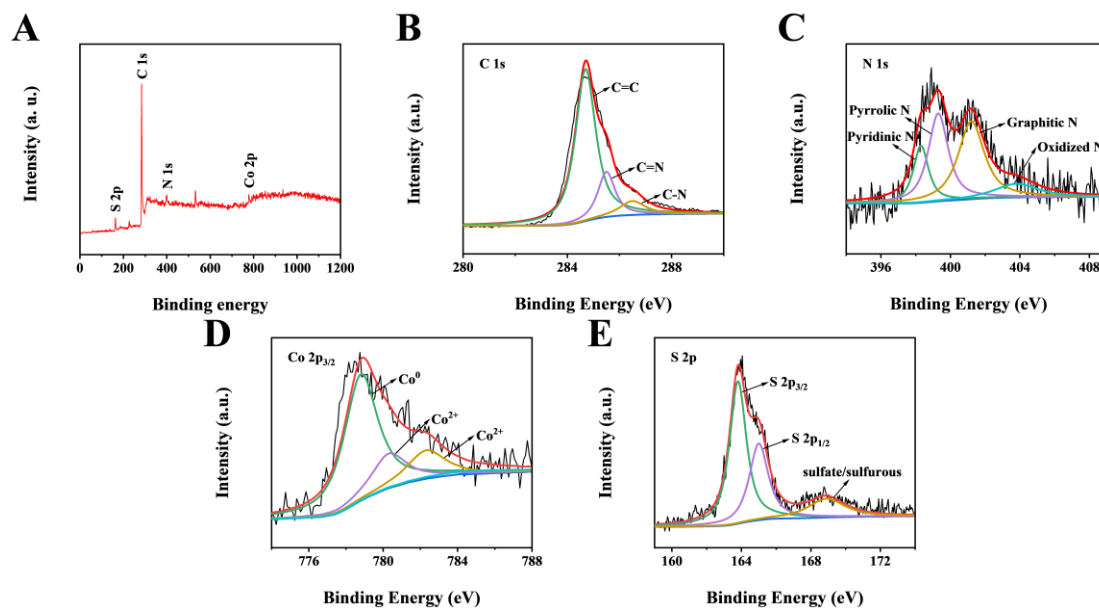 A
Intensity (a. u.)
S 2p
C 1s
N 1s
Co 2p
0 200 400 600 800 1000 1200
Binding energy
B
Intensity (a.u.)
C 1s
C=C
C=N
C-N
280 284 288
Binding Energy (eV)
C
Intensity (a.u.)
N 1s
Pyrrolic N
Pyridinic N
Graphitic N
Oxidized N
396 400 404 408
Binding Energy (eV)
D
Intensity (a.u.)
Co 2p3/2
Co⁰
Co²⁺
Co²⁺
776 780 784 788
Binding Energy (eV)
E
Intensity (a.u.)
S 2p
S 2p3/2
S 2p1/2
sulfate/sulfurous
160 164 168 172
Binding Energy (eV)